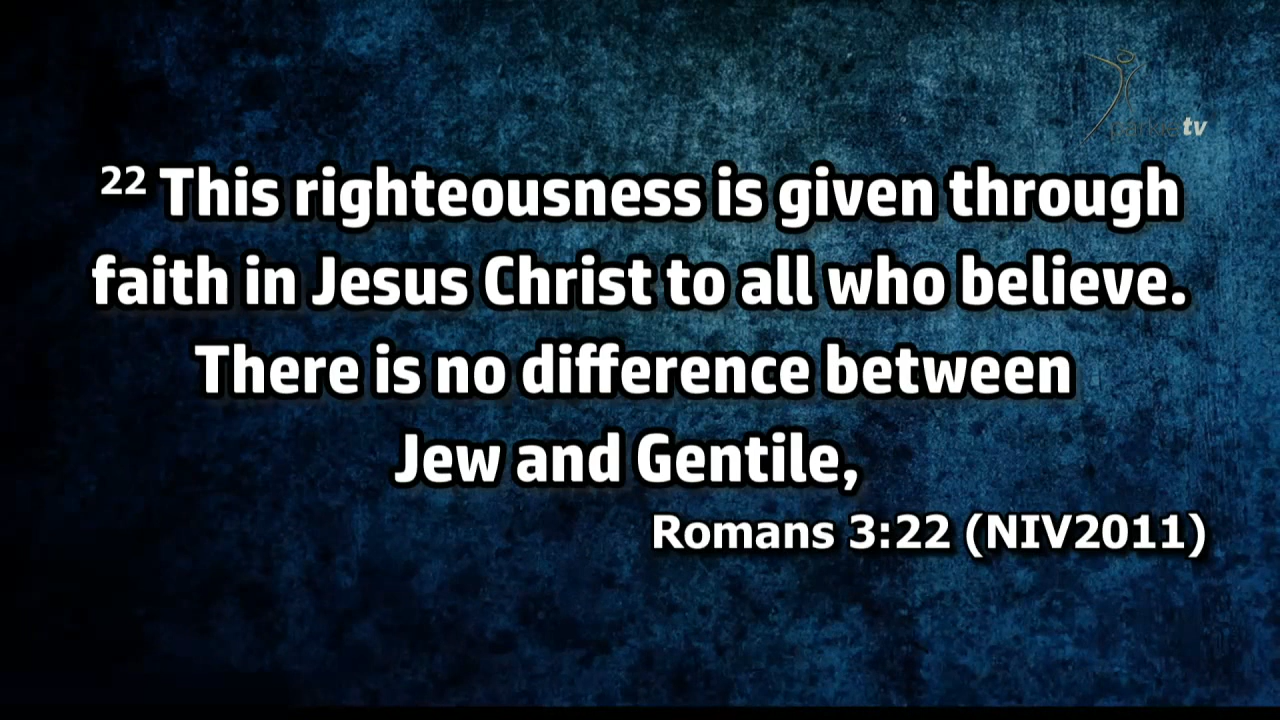 tv
22 This righteousness is given through
faith in Jesus Christ to all who believe.
There is no difference between
Jew and Gentile,
Romans 3:22 (NIV2011)